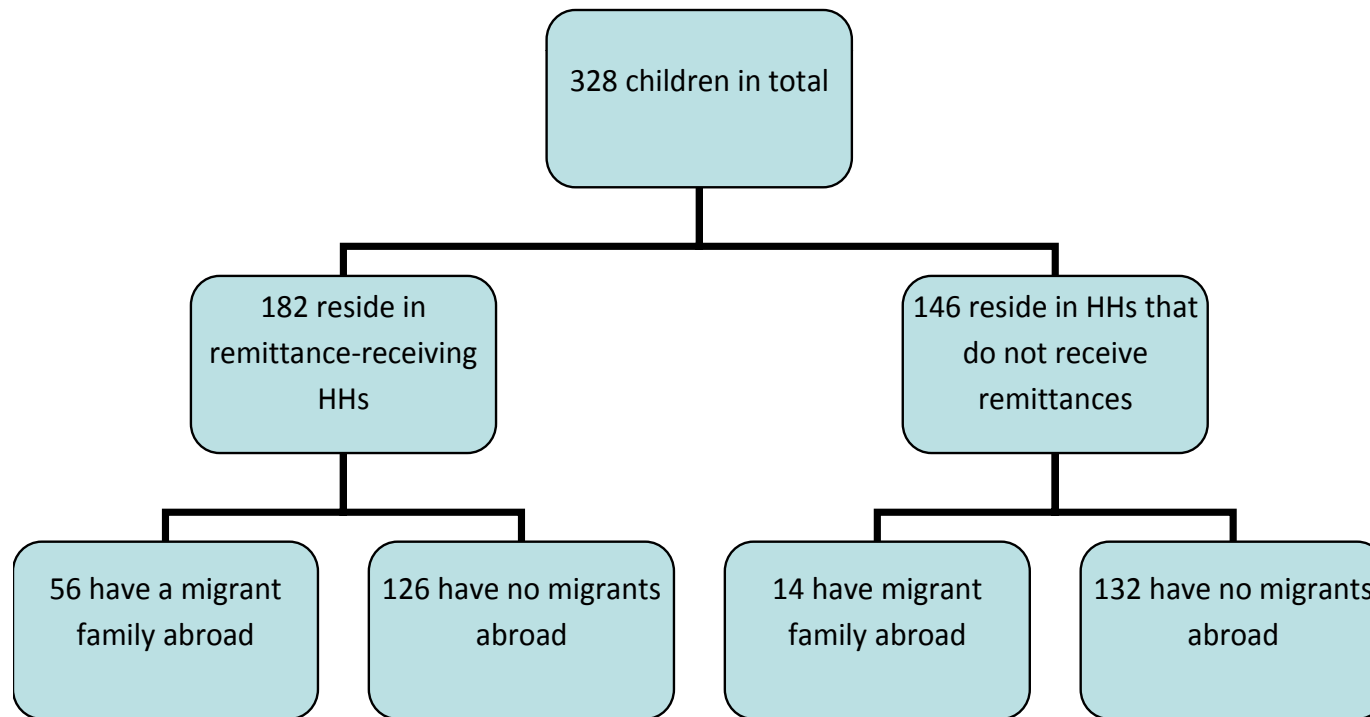 328 children in total
182 reside in
remittance-receiving
HHs
146 reside in HHs that
do not receive
remittances
56 have a migrant
family abroad
126 have no migrants
abroad
14 have migrant
family abroad
132 have no migrants
abroad